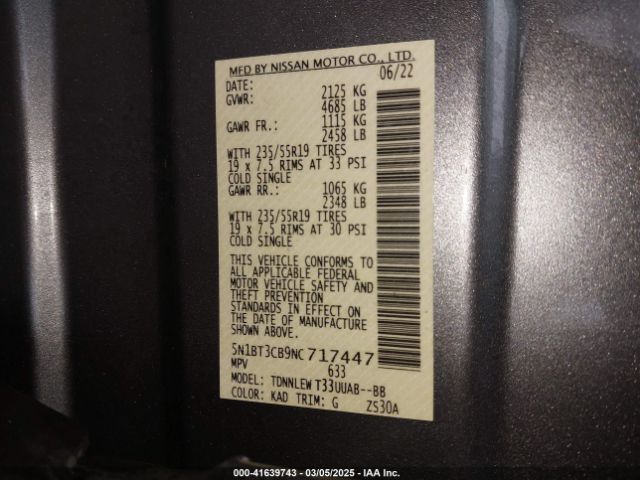 MFD BY NISSAN MOTOR CO., LTD.
DATE: 06/22
GVWR: 2125 KG
4685 LB
GAWR FR.: 1115 KG
2458 LB
WITH 235/55R19 TIRES
19 x 7.5 RIMS AT 33 PSI
COLD SINGLE
GAWR RR.: 1065 KG
2348 LB
WITH 235/55R19 TIRES
19 x 7.5 RIMS AT 30 PSI
COLD SINGLE
THIS VEHICLE CONFORMS TO
ALL APPLICABLE FEDERAL
MOTOR VEHICLE SAFETY AND
THEFT PREVENTION
STANDARDS IN EFFECT ON
THE DATE OF MANUFACTURE
SHOWN ABOVE.
5N1BT3CB9NC717447
MPV 633
MODEL: TDNNLEWT33UUAB--BB
COLOR: KAD TRIM: G ZS30A
000-41639743 - 03/05/2025 - IAA Inc.